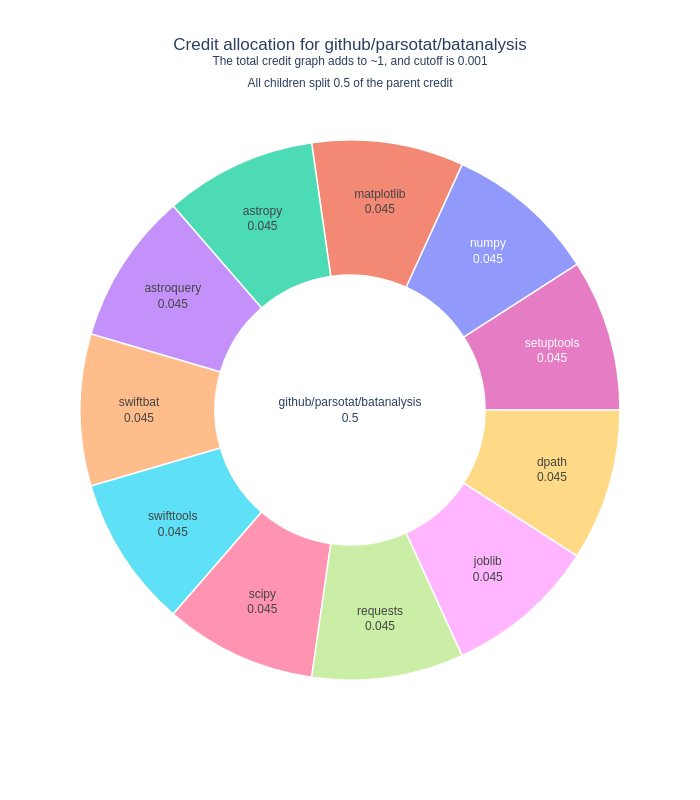 Credit allocation for github/parsotat/batanalysis
The total credit graph adds to ~1, and cutoff is 0.001
All children split 0.5 of the parent credit
matplotlib
0.045
astropy
0.045
numpy
0.045
astroquery
0.045
setuptools
0.045
swiftbat
0.045
github/parsotat/batanalysis
0.5
dpath
0.045
swifttools
0.045
joblib
0.045
scipy
0.045
requests
0.045